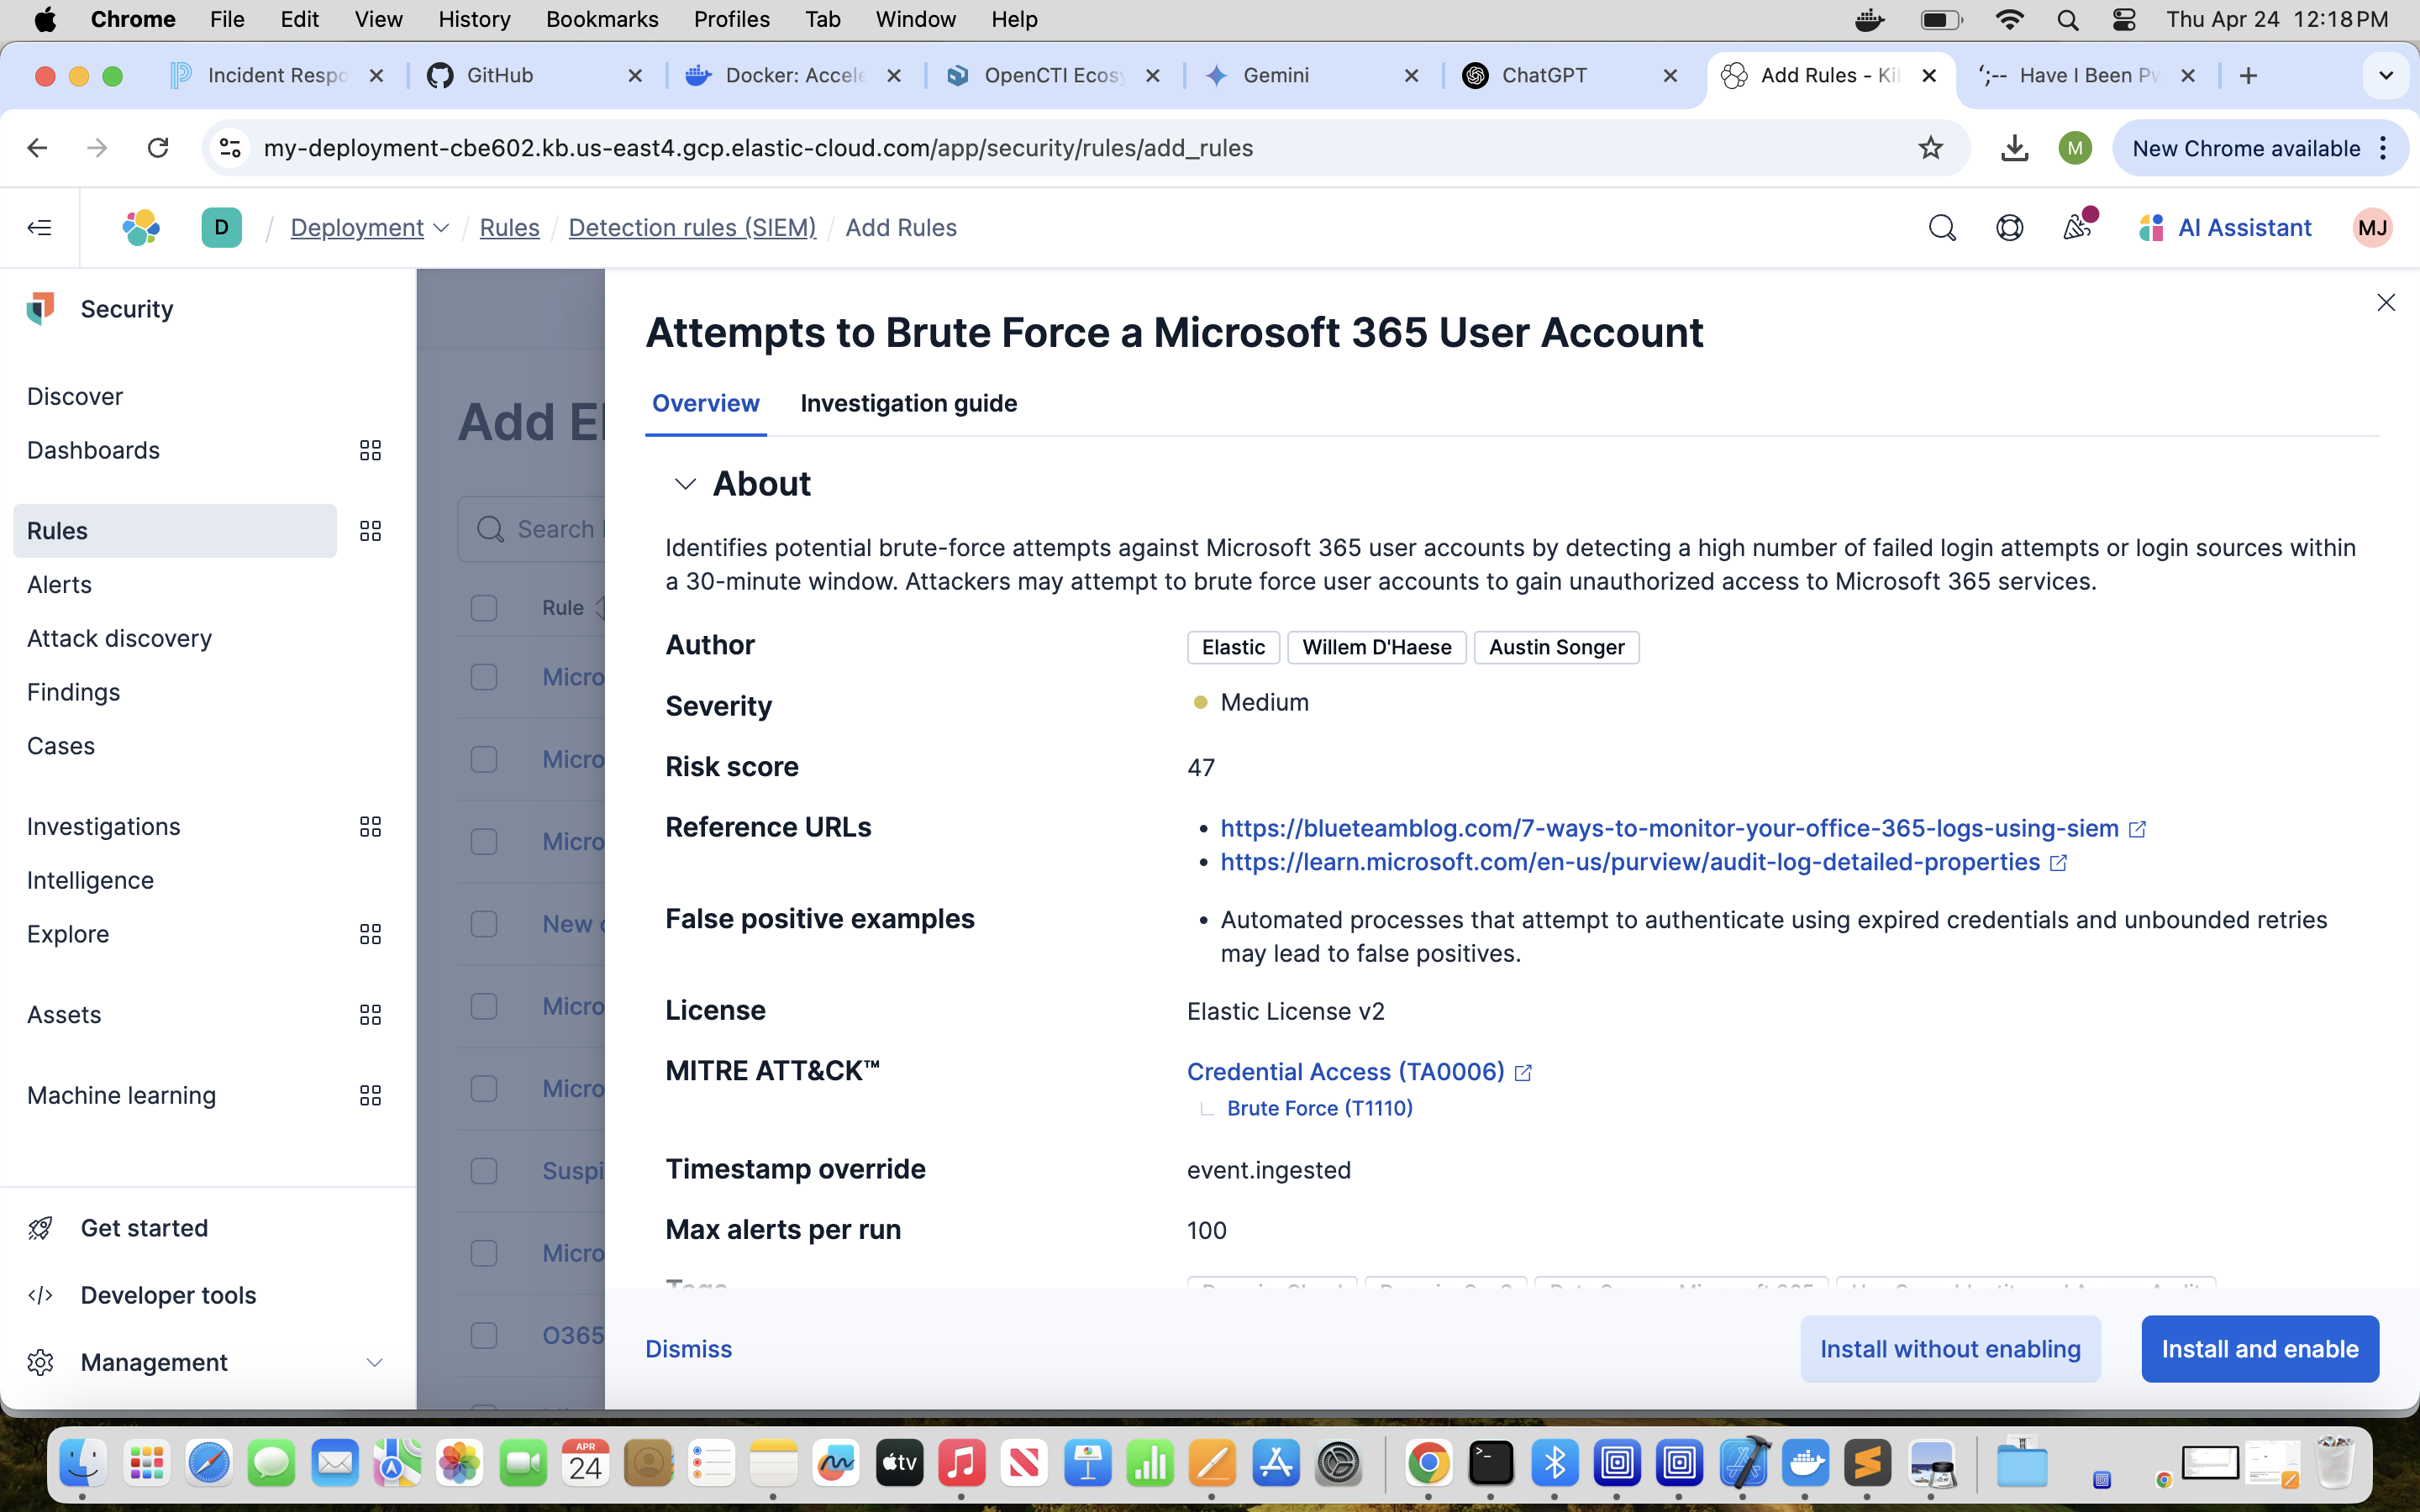 Chrome File Edit View History Bookmarks Profiles Tab Window Help Thu Apr 24 12:18 PM
Incident Respo GitHub Docker: Accele OpenCTI Ecosy Gemini ChatGPT Add Rules - Kib Have I Been Pw
my-deployment-cbe602.kb.us-east4.gcp.elastic-cloud.com/app/security/rules/add_rules M New Chrome available
D / Deployment / Rules / Detection rules (SIEM) / Add Rules AI Assistant MJ
Security
Discover
Dashboards
Rules
Alerts
Attack discovery
Findings
Cases
Investigations
Intelligence
Explore
Assets
Machine learning
Get started
Developer tools
Management
Add El
Search
Rule
Micro
Micro
Micro
New
Micro
Micro
Suspi
Micro
O365
Attempts to Brute Force a Microsoft 365 User Account
Overview Investigation guide
About
Identifies potential brute-force attempts against Microsoft 365 user accounts by detecting a high number of failed login attempts or login sources within
a 30-minute window. Attackers may attempt to brute force user accounts to gain unauthorized access to Microsoft 365 services.
Author Elastic Willem D'Haese Austin Songer
Severity Medium
Risk score 47
Reference URLs • https://blueteamblog.com/7-ways-to-monitor-your-office-365-logs-using-siem
• https://learn.microsoft.com/en-us/purview/audit-log-detailed-properties
False positive examples • Automated processes that attempt to authenticate using expired credentials and unbounded retries
may lead to false positives.
License Elastic License v2
MITRE ATT&CK™ Credential Access (TA0006)
Brute Force (T1110)
Timestamp override event.ingested
Max alerts per run 100
Tags
Dismiss Install without enabling Install and enable
APR
24
tv